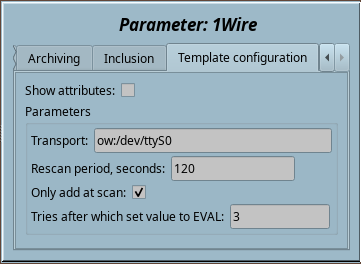 Parameter: 1Wire
Archiving Inclusion Template configuration
Show attributes:
Parameters
Transport: ow:/dev/ttyS0
Rescan period, seconds: 120
Only add at scan:
Tries after which set value to EVAL: 3